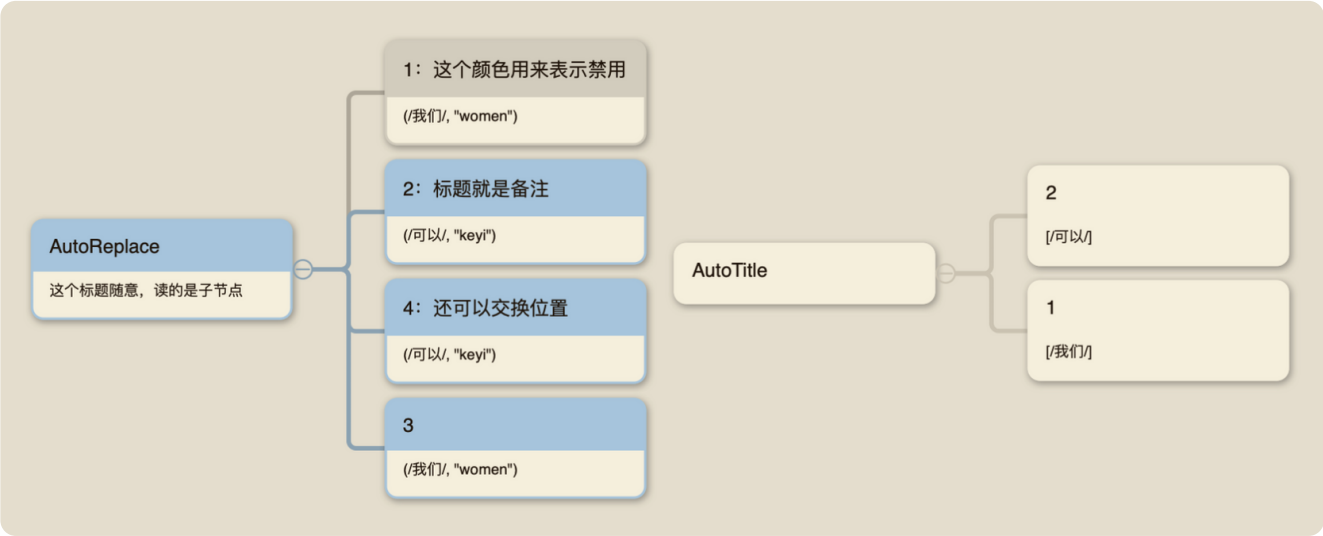 AutoReplace
这个标题随意，读的是子节点
1：这个颜色用来表示禁用
(/我们/, "women")
2：标题就是备注
(/可以/, "keyi")
4：还可以交换位置
(/可以/, "keyi")
3
(/我们/, "women")
AutoTitle
2
[/可以/]
1
[/我们/]